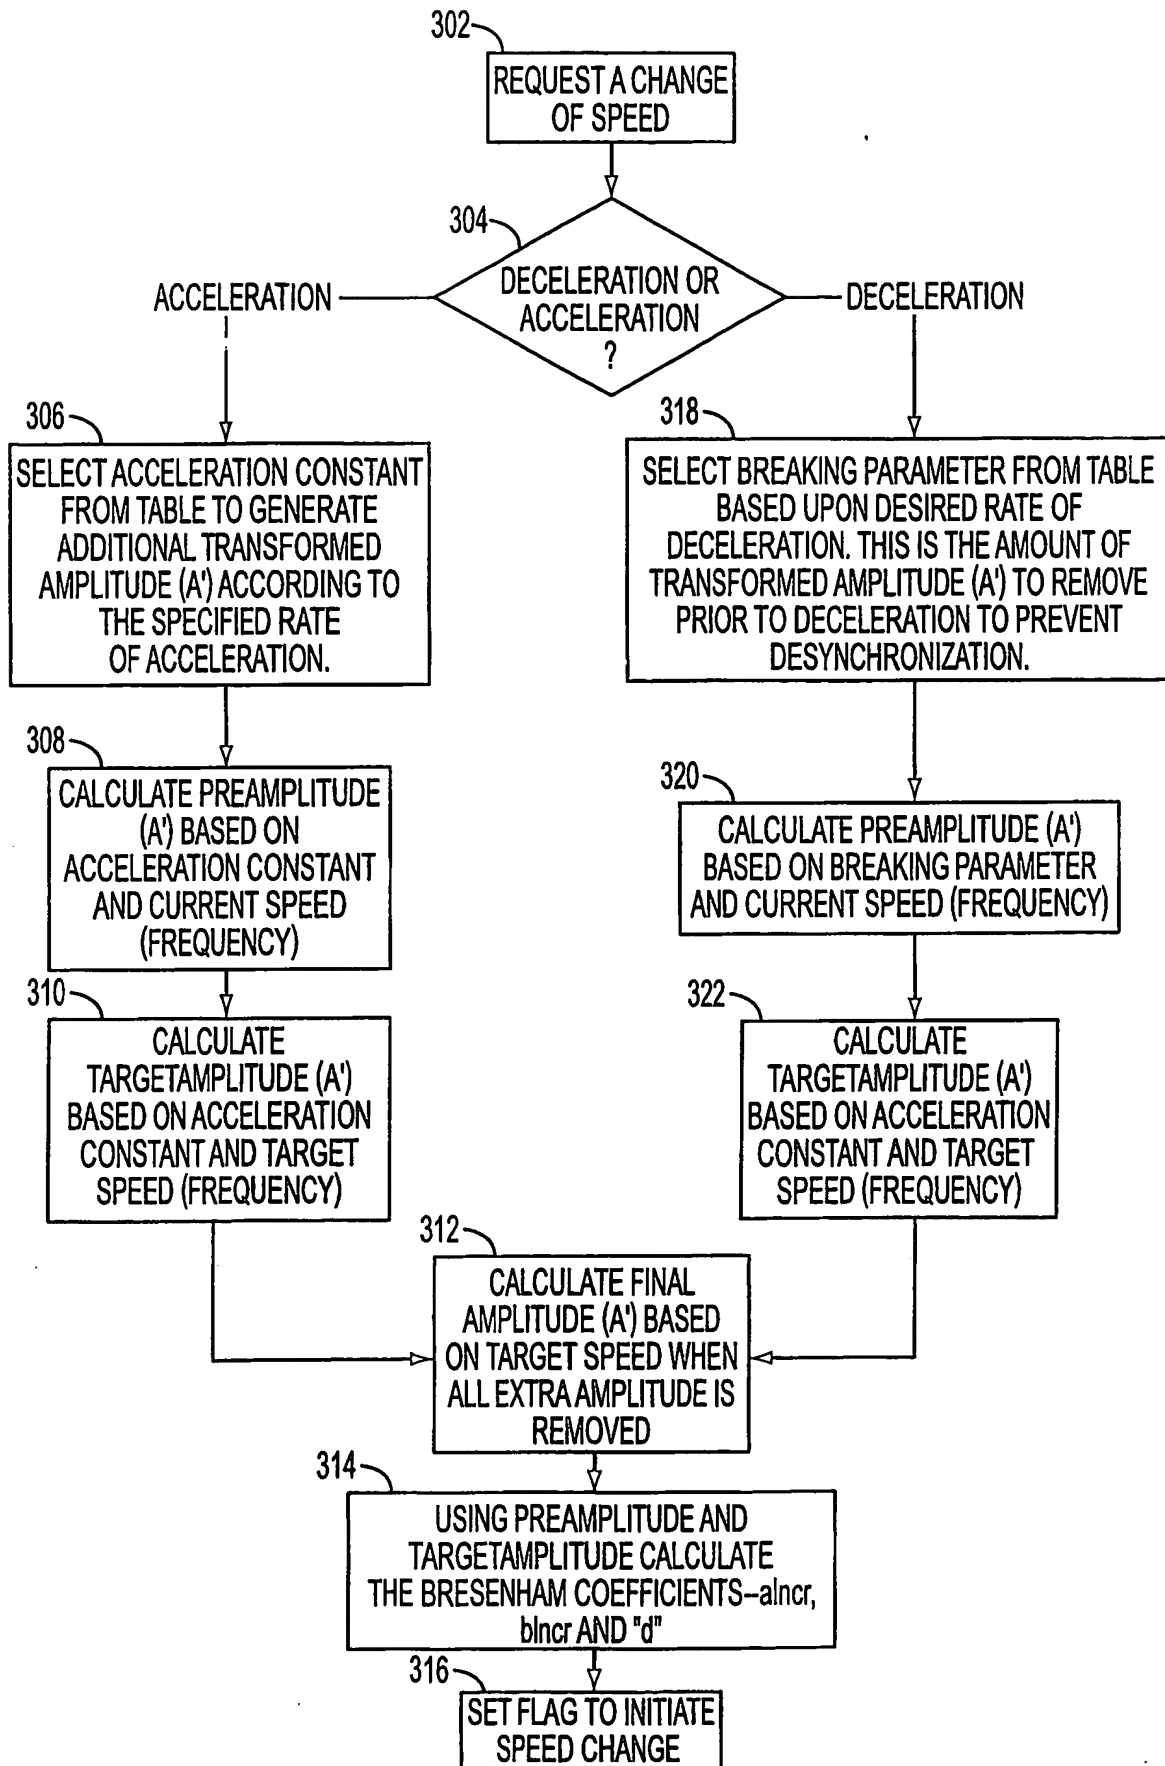 302
REQUEST A CHANGE
OF SPEED
304
DECELERATION OR
ACCELERATION
?
ACCELERATION
DECELERATION
306
SELECT ACCELERATION CONSTANT
FROM TABLE TO GENERATE
ADDITIONAL TRANSFORMED
AMPLITUDE (A') ACCORDING TO
THE SPECIFIED RATE
OF ACCELERATION.
318
SELECT BREAKING PARAMETER FROM TABLE
BASED UPON DESIRED RATE OF
DECELERATION. THIS IS THE AMOUNT OF
TRANSFORMED AMPLITUDE (A') TO REMOVE
PRIOR TO DECELERATION TO PREVENT
DESYNCHRONIZATION.
308
CALCULATE PREAMPLITUDE
(A') BASED ON
ACCELERATION CONSTANT
AND CURRENT SPEED
(FREQUENCY)
320
CALCULATE PREAMPLITUDE (A')
BASED ON BREAKING PARAMETER
AND CURRENT SPEED (FREQUENCY)
310
CALCULATE
TARGETAMPLITUDE (A')
BASED ON ACCELERATION
CONSTANT AND TARGET
SPEED (FREQUENCY)
322
CALCULATE
TARGETAMPLITUDE (A')
BASED ON ACCELERATION
CONSTANT AND TARGET
SPEED (FREQUENCY)
312
CALCULATE FINAL
AMPLITUDE (A') BASED
ON TARGET SPEED WHEN
ALL EXTRA AMPLITUDE IS
REMOVED
314
USING PREAMPLITUDE AND
TARGETAMPLITUDE CALCULATE
THE BRESENHAM COEFFICIENTS--aIncr,
bIncr AND "d"
316
SET FLAG TO INITIATE
SPEED CHANGE